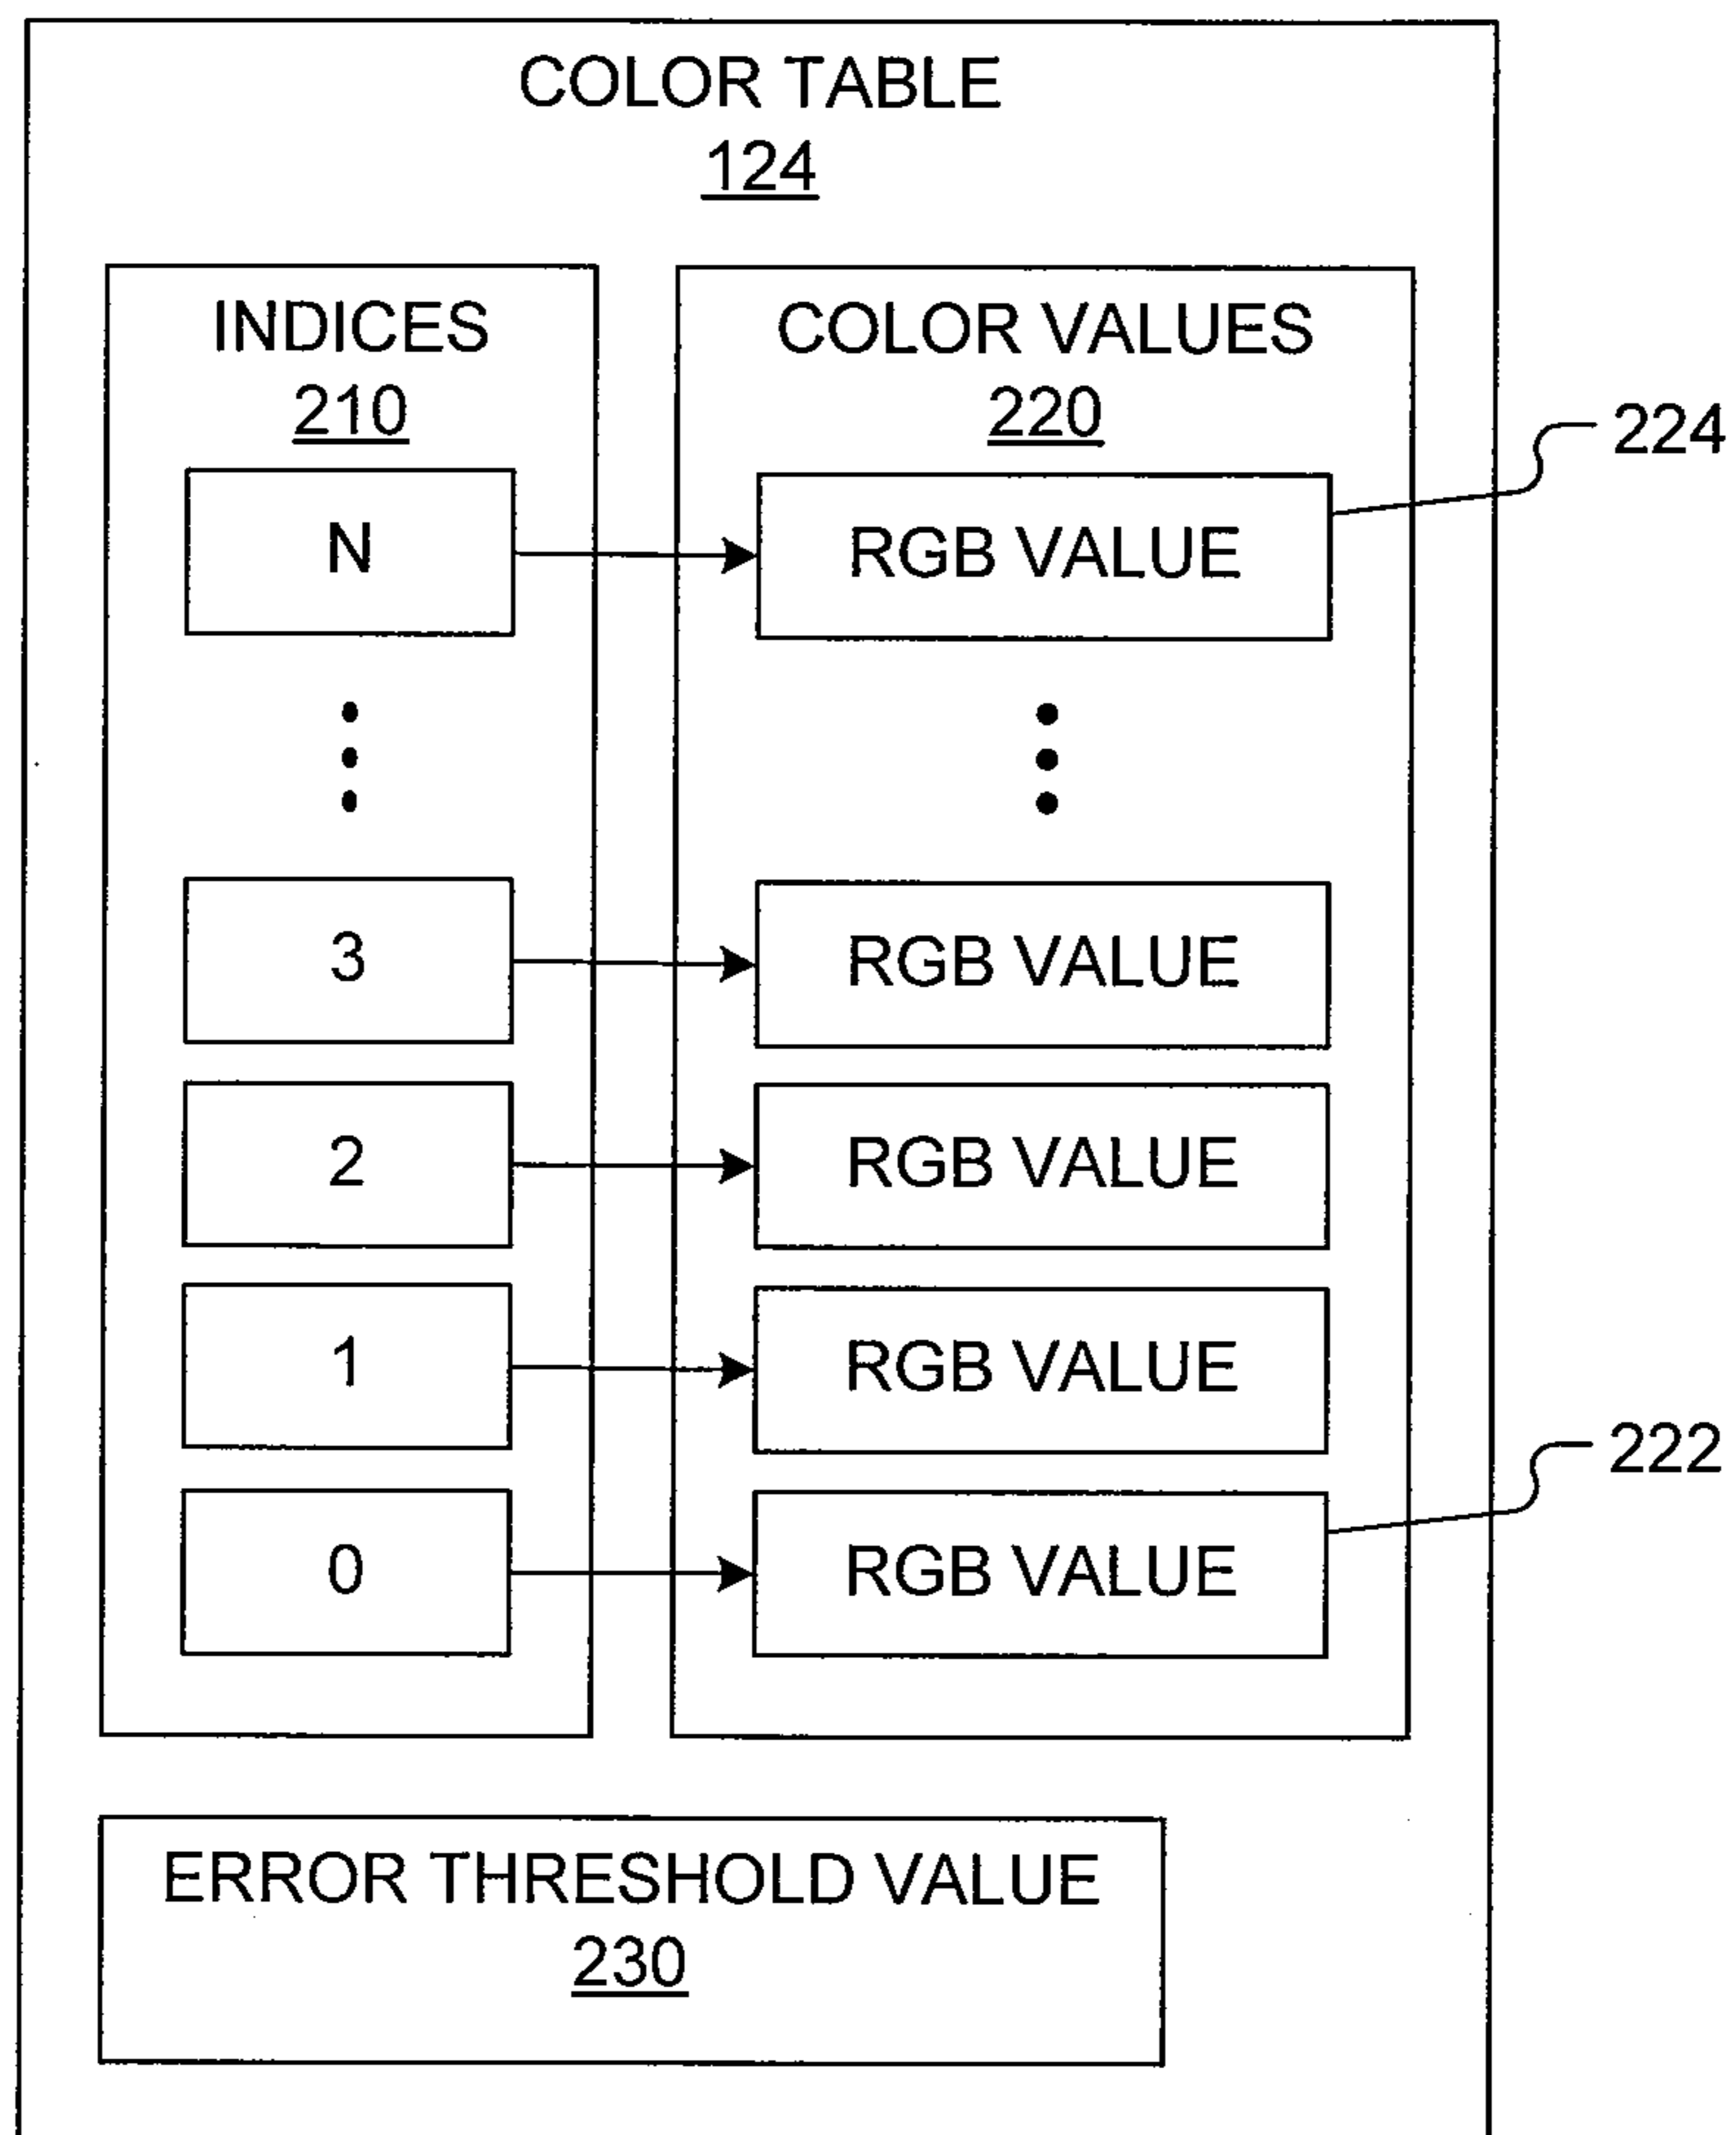 COLOR TABLE
124
INDICES
210
COLOR VALUES
220
224
N
RGB VALUE
3
RGB VALUE
2
RGB VALUE
1
RGB VALUE
222
0
RGB VALUE
ERROR THRESHOLD VALUE
230